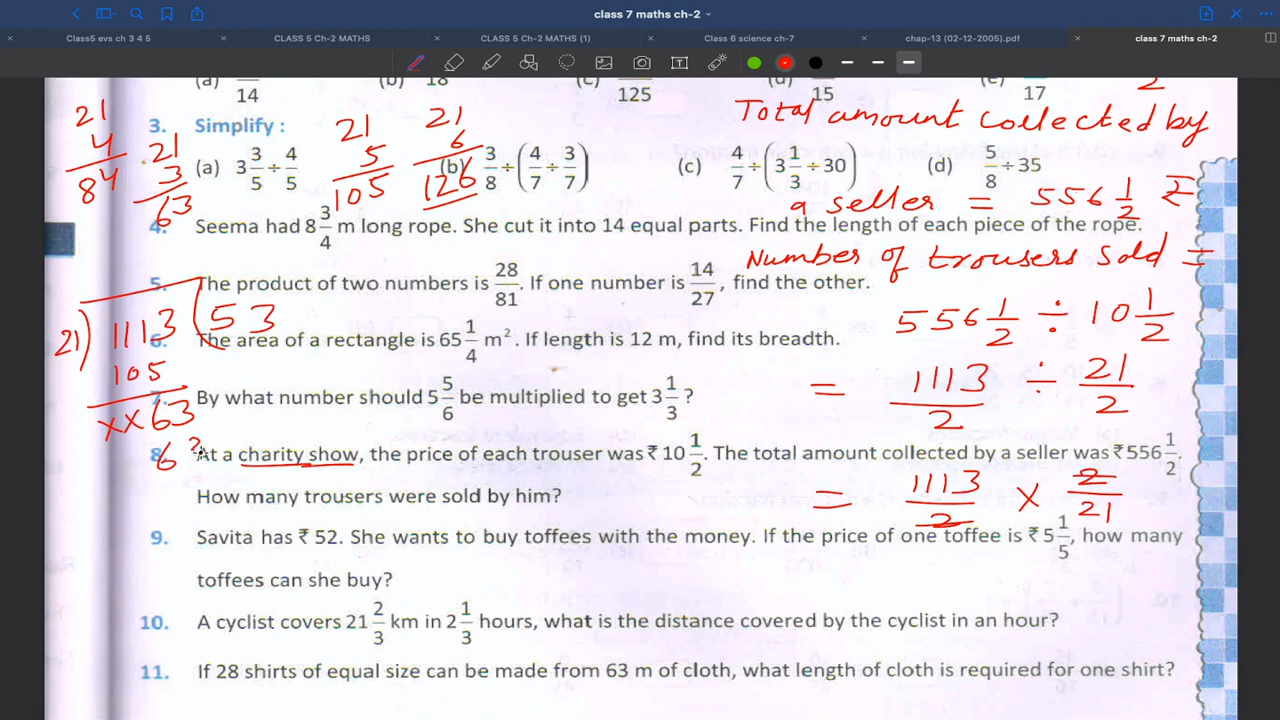 class 7 maths ch-2
Class5 evs ch 3 4 5
CLASS 5 Ch-2 MATHS
CLASS 5 Ch-2 MATHS (1)
Class 6 science ch-7
chap-13 (02-12-2005).pdf
class 7 maths ch-2
(a) 14 (b) 18 (c) 125 (d) 15 (e) 17 2
Total amount collected by
a seller = 556 1/2 ₹
Number of trousers sold =
556 1/2 ÷ 10 1/2
= 1113/2 ÷ 21/2
= 1113/2 × 2/21
21
4
84
21
3
63
21
5
105
21
6
126
21) 1113 (53
105
××63
63
3. Simplify :
(a) 3 3/5 ÷ 4/5 (b) 3/8 ÷ (4/7 ÷ 3/7) (c) 4/7 ÷ (3 1/3 ÷ 30) (d) 5/8 ÷ 35
4. Seema had 8 3/4 m long rope. She cut it into 14 equal parts. Find the length of each piece of the rope.
5. The product of two numbers is 28/81. If one number is 14/27, find the other.
6. The area of a rectangle is 65 1/4 m². If length is 12 m, find its breadth.
7. By what number should 5 5/6 be multiplied to get 3 1/3 ?
8. At a charity show, the price of each trouser was ₹ 10 1/2. The total amount collected by a seller was ₹ 556 1/2.
How many trousers were sold by him?
9. Savita has ₹ 52. She wants to buy toffees with the money. If the price of one toffee is ₹ 5 1/5, how many
toffees can she buy?
10. A cyclist covers 21 2/3 km in 2 1/3 hours, what is the distance covered by the cyclist in an hour?
11. If 28 shirts of equal size can be made from 63 m of cloth, what length of cloth is required for one shirt?